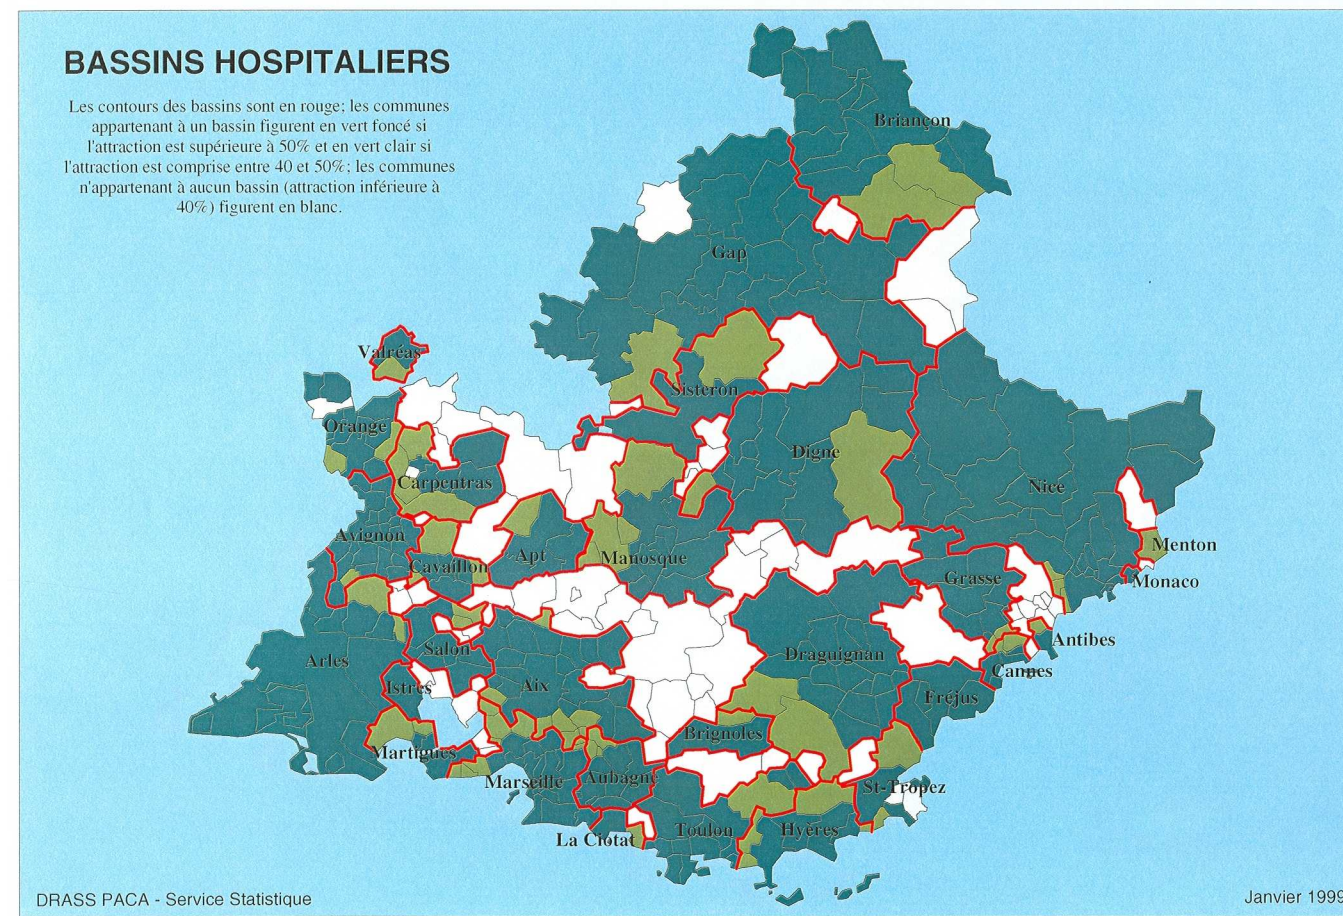 BASSINS HOSPITALIERS
Les contours des bassins sont en rouge; les communes
appartenant à un bassin figurent en vert foncé si
l'attraction est supérieure à 50% et en vert clair si
l'attraction est comprise entre 40 et 50%; les communes
n'appartenant à aucun bassin (attraction inférieure à
40%) figurent en blanc.
Briançon
Gap
Valréas
Sisteron
Orange
Digne
Carpentras
Nice
Avignon
Menton
Cavaillon
Apt
Manosque
Grasse
Monaco
Antibes
Salon
Draguignan
Arles
Cannes
Istres
Aix
Fréjus
Brignoles
Martigues
Marseille
Aubagne
St-Tropez
Toulon
Hyères
La Ciotat
DRASS PACA - Service Statistique
Janvier 1999